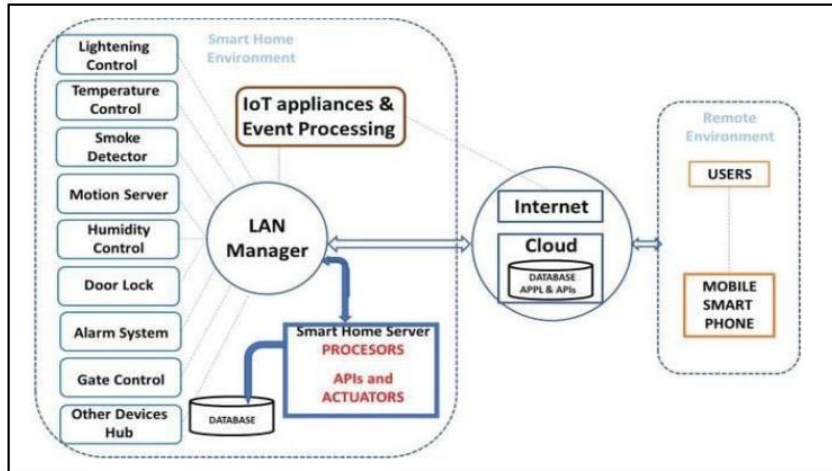 Smart Home
Environment
Lightening
Control
Temperature
Control
Smoke
Detector
Motion Server
Humidity
Control
Door Lock
Alarm System
Gate Control
Other Devices
Hub
IoT appliances &
Event Processing
LAN
Manager
Smart Home Server
PROCESORS
APIs and
ACTUATORS
DATABASE
Internet
Cloud
DATABASE
APPL & APIs
Remote
Environment
USERS
MOBILE
SMART
PHONE